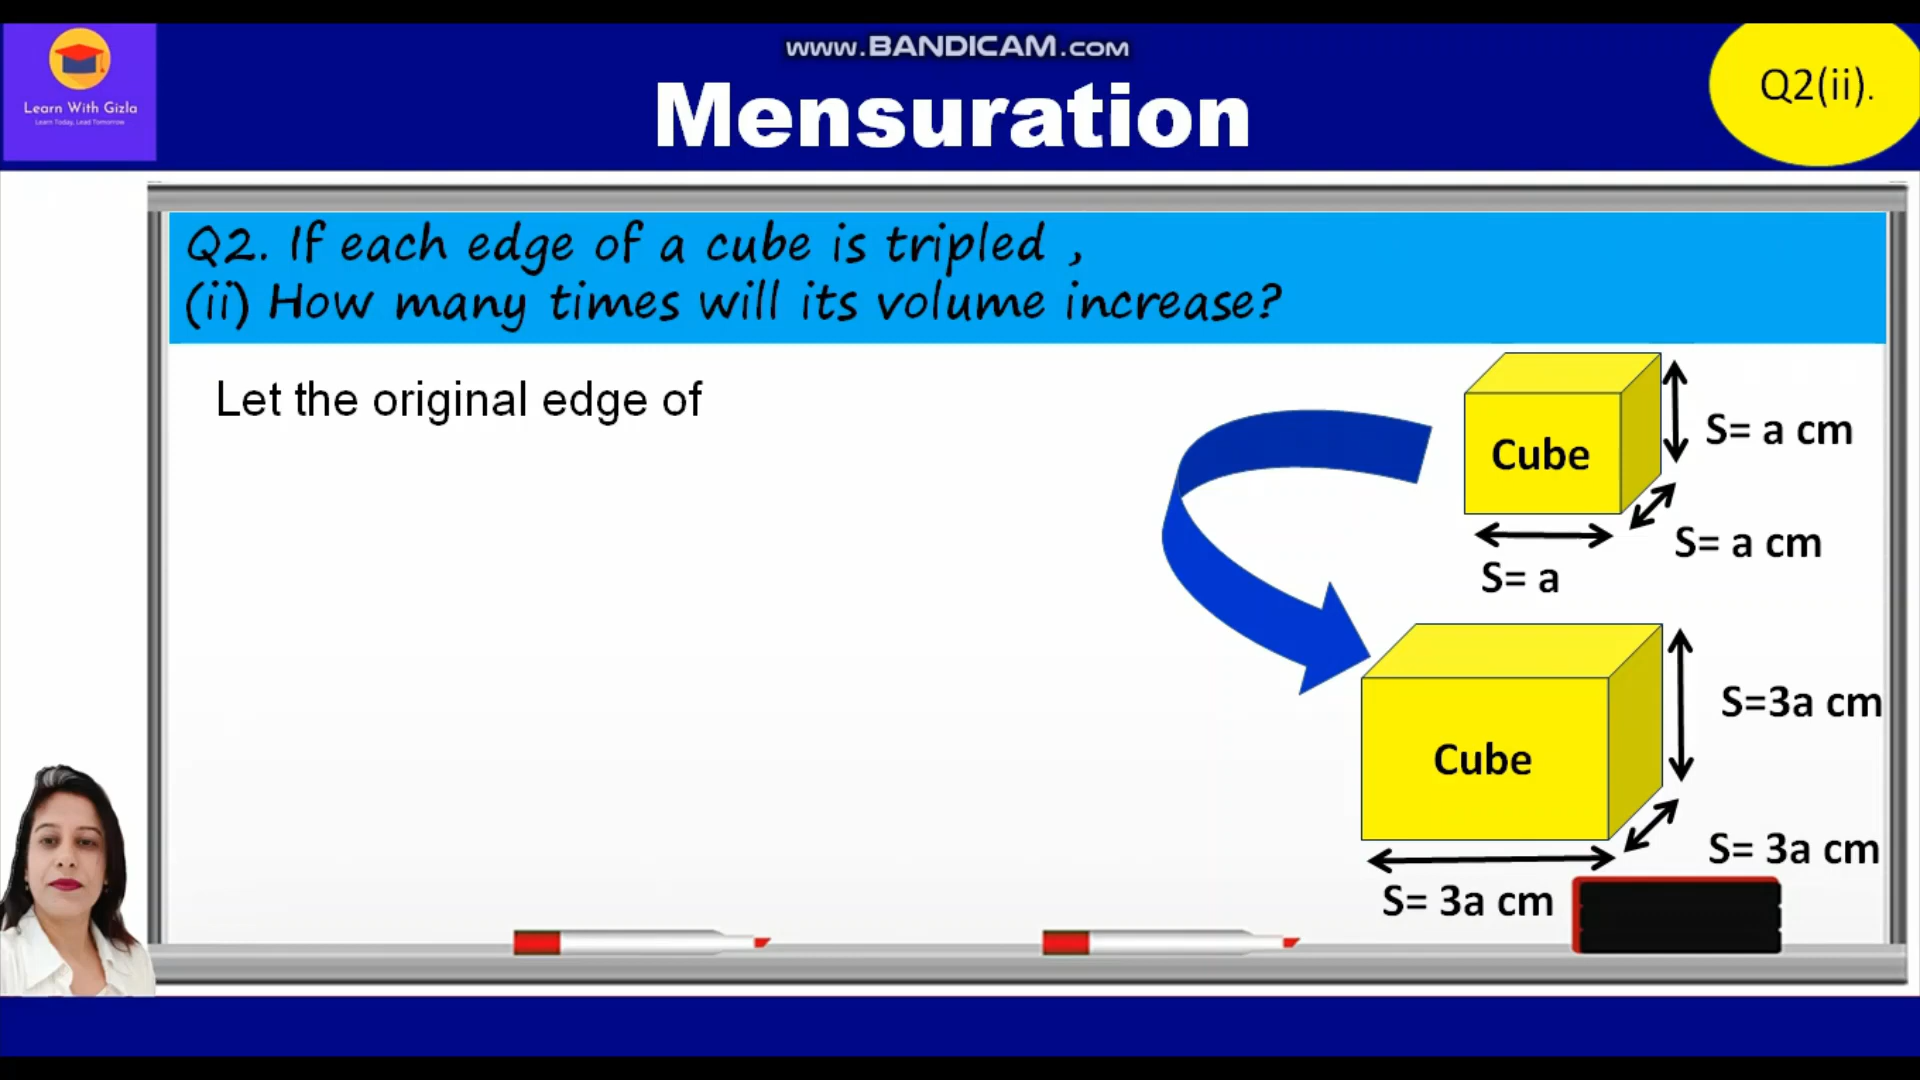 www.BANDICAM.com
Learn With Gizla
Learn Today, Lead Tomorrow
Mensuration
Q2(ii).
Q2. If each edge of a cube is tripled ,
(ii) How many times will its volume increase?
Let the original edge of
Cube
S= a cm
S= a cm
S= a
Cube
S=3a cm
S= 3a cm
S= 3a cm